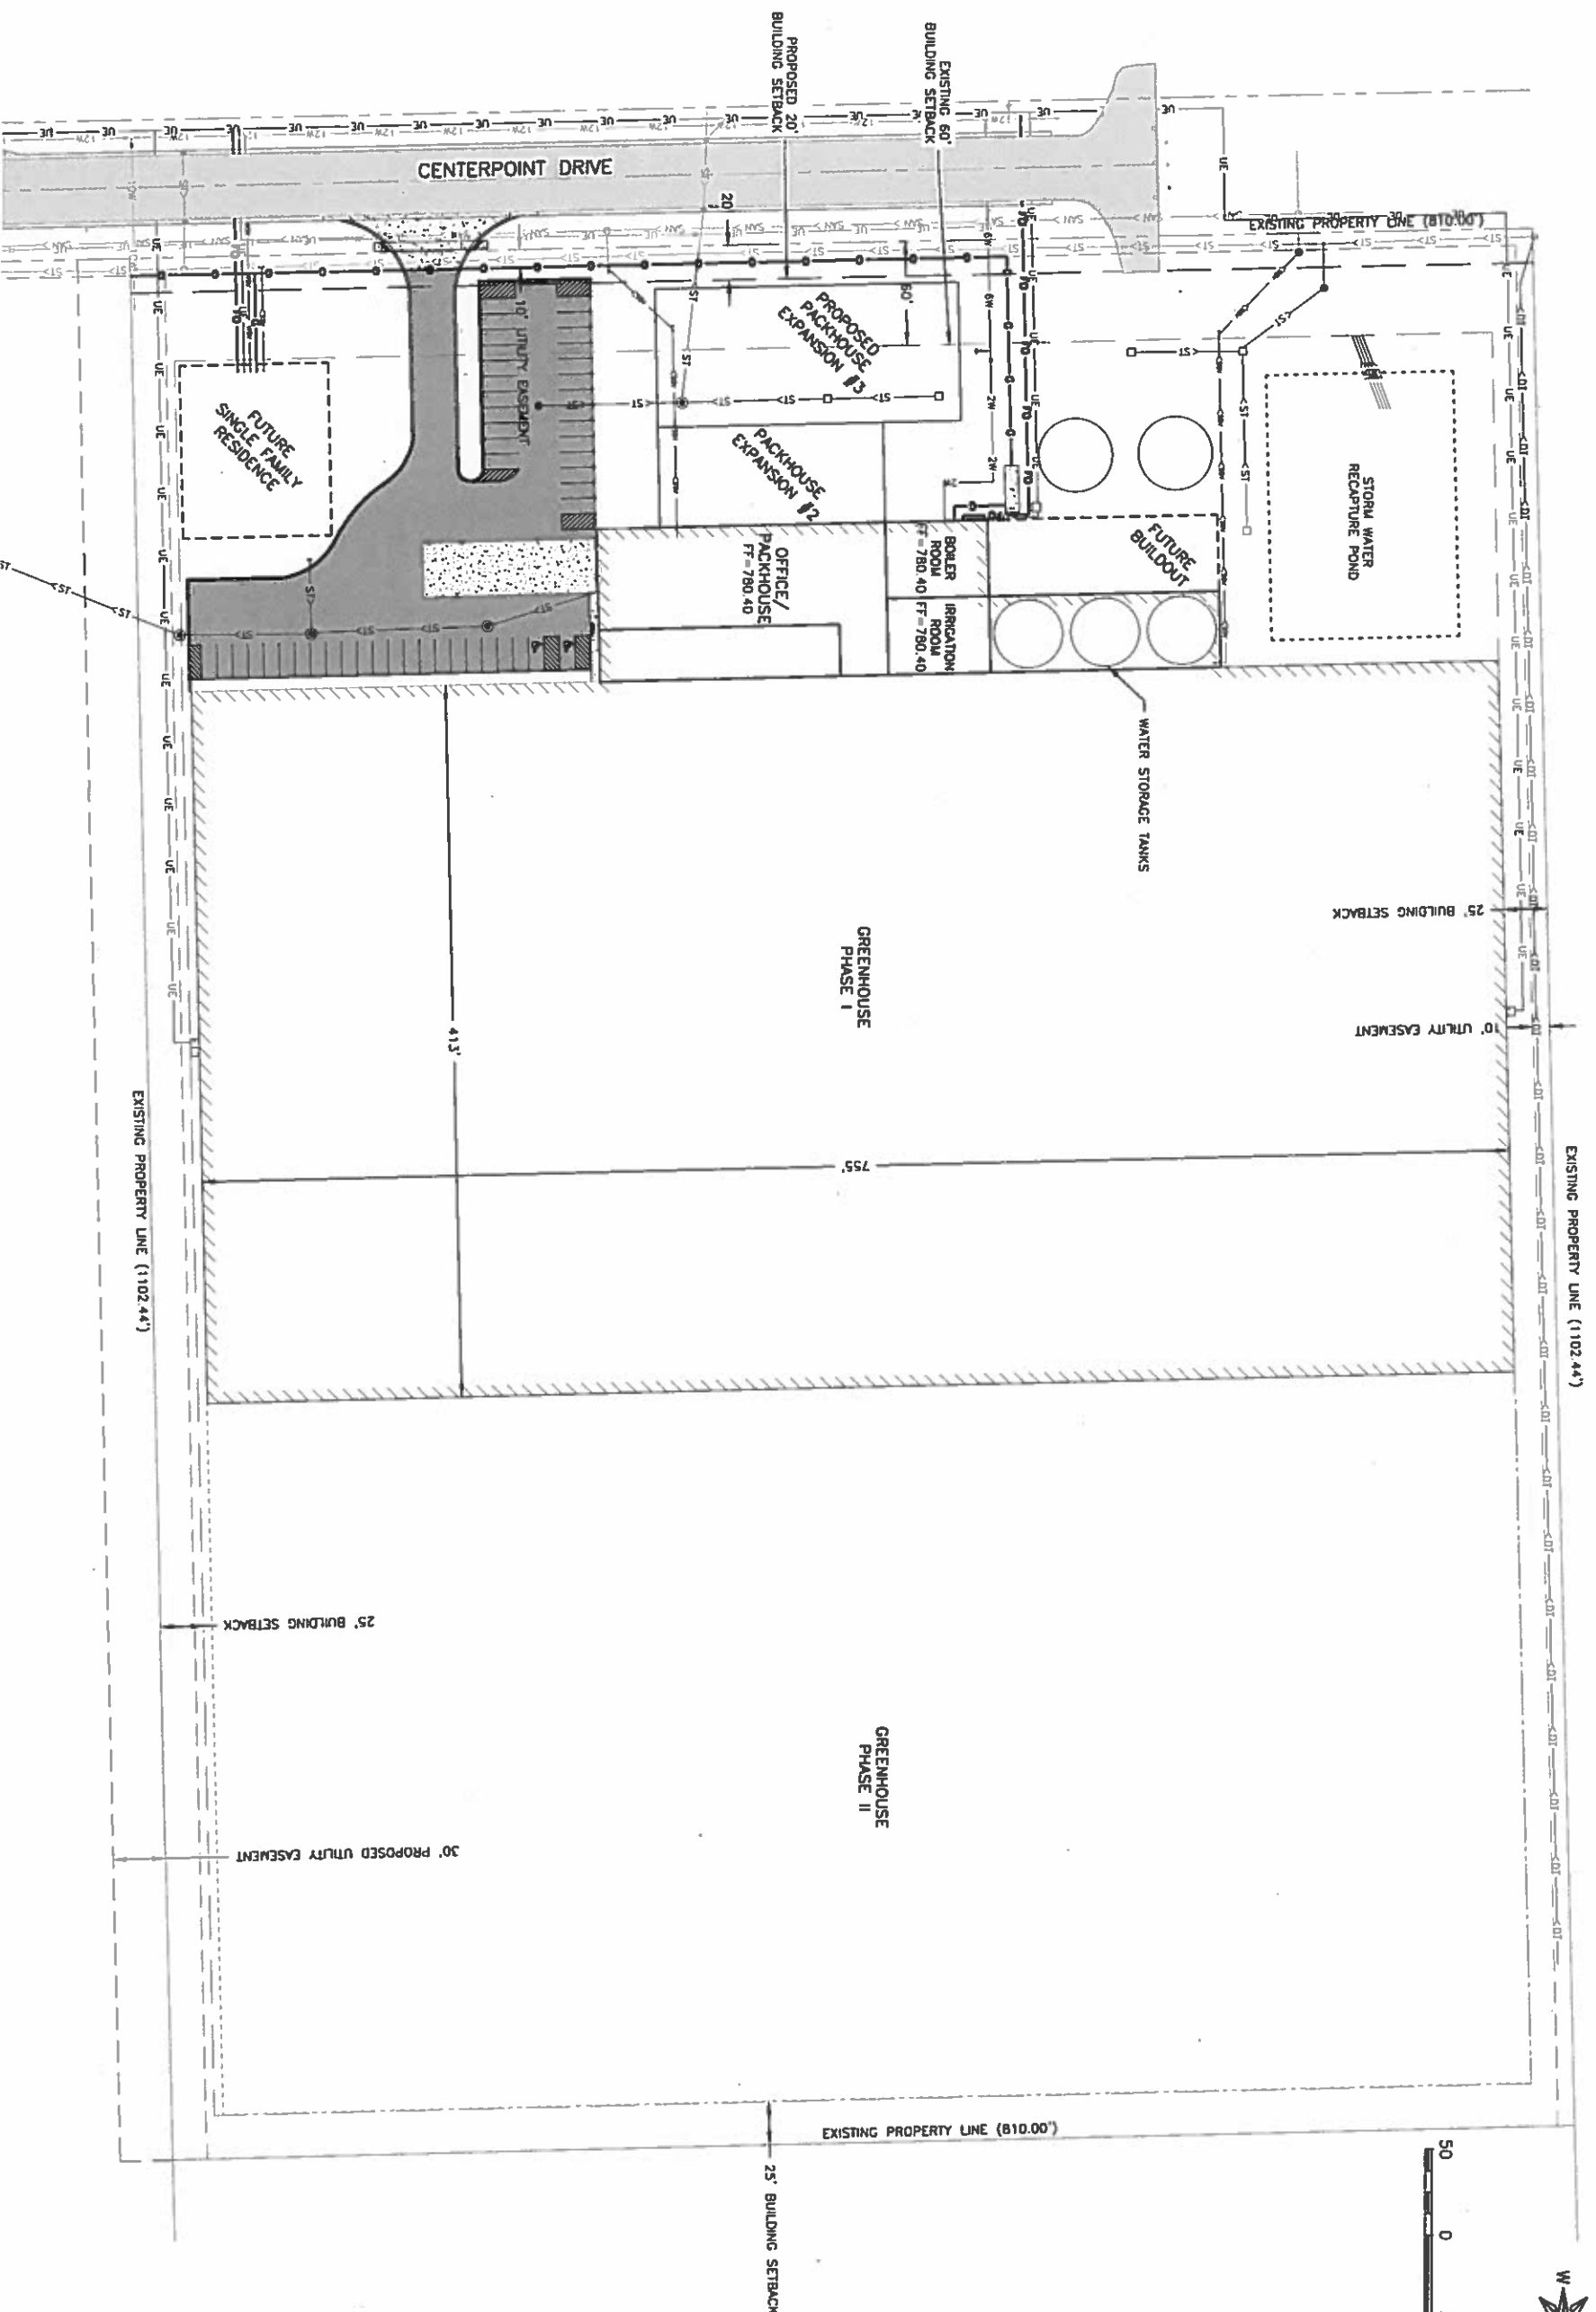 PROPOSED 20'
BUILDING SETBACK
EXISTING 60'
BUILDING SETBACK
CENTERPOINT DRIVE
EXISTING PROPERTY LINE (810.00')
20'
60'
10' UTILITY EASEMENT
PROPOSED
PACKHOUSE
EXPANSION #3
PACKHOUSE
EXPANSION #2
FUTURE
SINGLE FAMILY
RESIDENCE
STORM WATER
RECAPTURE POND
FUTURE
BUILDOUT
OFFICE/
PACKHOUSE
FF=780.40
BOILER
ROOM
FF=780.40
IRRIGATION
ROOM
FF=780.40
WATER STORAGE TANKS
25' BUILDING SETBACK
10' UTILITY EASEMENT
GREENHOUSE
PHASE I
413'
755'
EXISTING PROPERTY LINE (1102.44')
EXISTING PROPERTY LINE (1102.44')
25' BUILDING SETBACK
GREENHOUSE
PHASE II
30' PROPOSED UTILITY EASEMENT
EXISTING PROPERTY LINE (810.00')
25' BUILDING SETBACK
50
0
W